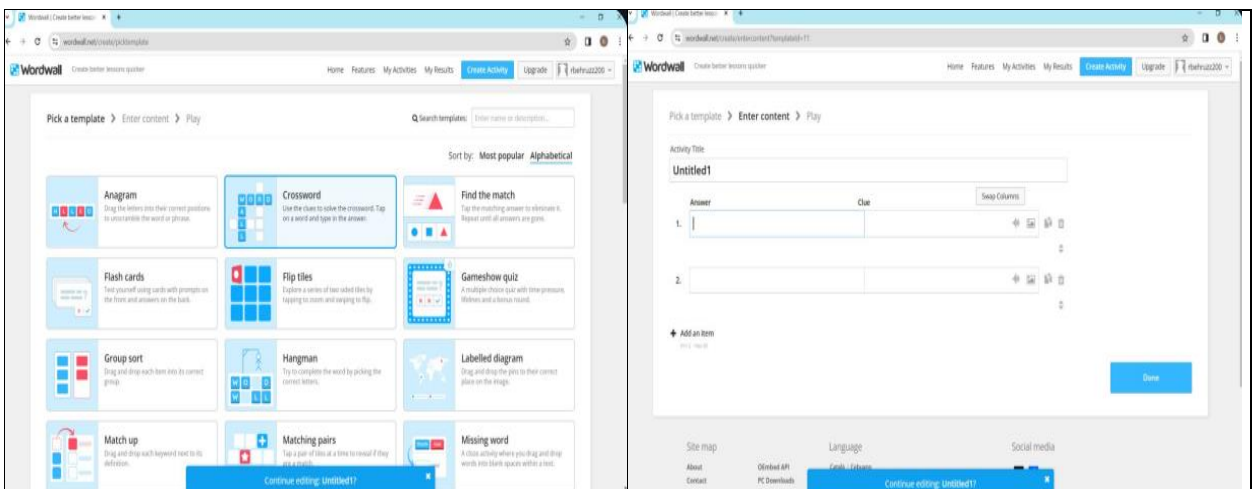 Wordwall | Create better lesso
wordwall.net/create/picktemplate
Wordwall Create better lessons quicker Home Features My Activities My Results Create Activity Upgrade
Pick a template > Enter content > Play Search templates: Enter name or description...
Sort by: Most popular Alphabetical
Anagram
Drag the letters into their correct positions
to unscramble the word or phrase.
Crossword
Use the clues to solve the crossword. Tap
on a word and type in the answer.
Find the match
Tap the matching answer to eliminate it.
Repeat until all answers are gone.
Flash cards
Test yourself using cards with prompts on
the front and answers on the back.
Flip tiles
Explore a series of two sided tiles by
tapping to zoom and swiping to flip.
Gameshow quiz
A multiple choice quiz with time pressure,
lifelines and a bonus round.
Group sort
Drag and drop each item into its correct
group.
Hangman
Try to complete the word by picking the
correct letters.
Labelled diagram
Drag and drop the pins to their correct
place on the image.
Match up
Drag and drop each keyword next to its
definition.
Matching pairs
Tap a pair of tiles at a time to reveal if they
are a match.
Missing word
A cloze activity where you drag and drop
words into blank spaces within a text.
Continue editing: Untitled1?
Wordwall | Create better lesso
Wordwall Create better lessons quicker Home Features My Activities My Results Create Activity Upgrade
Pick a template > Enter content > Play
Activity Title
Untitled1
Swap Columns
Answer Clue
1.
2.
+ Add an item
Done
Site map Language Social media
About OEmbed API Català Cebuano
Contact PC Downloads
Continue editing: Untitled1?